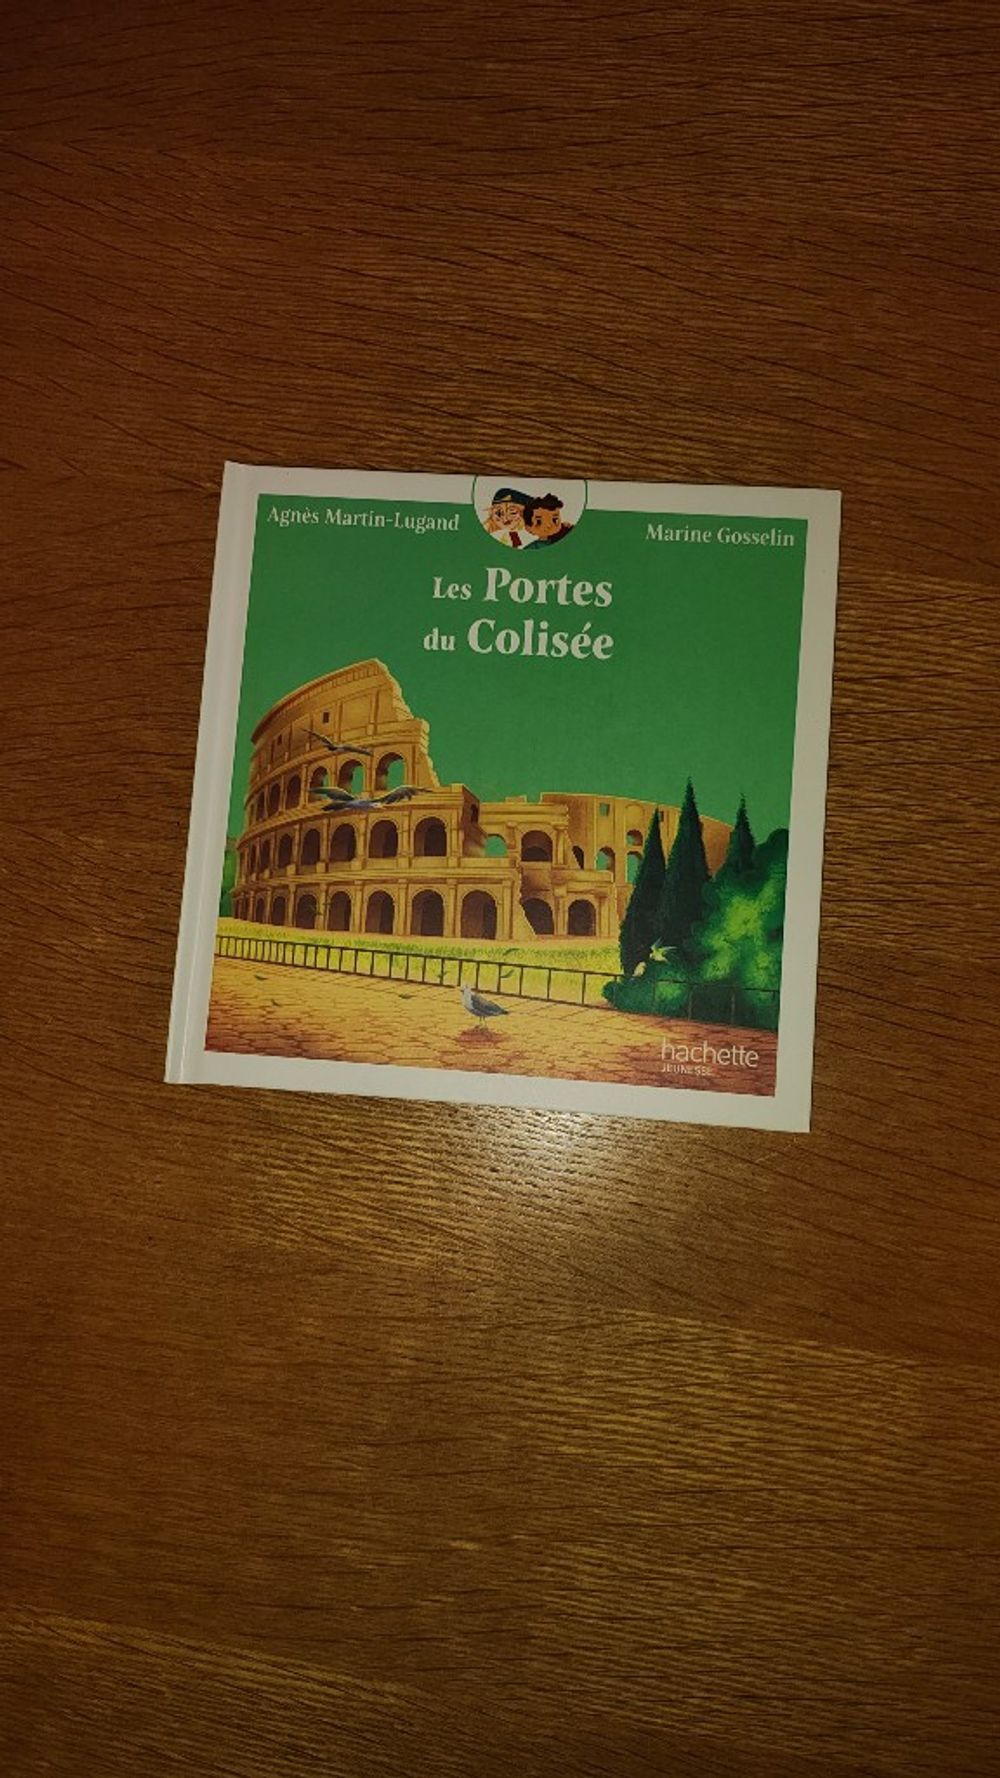 Agnès Martin-Lugand
Marine Gosselin
Les Portes
du Colisée
hachette
JEUNESSE